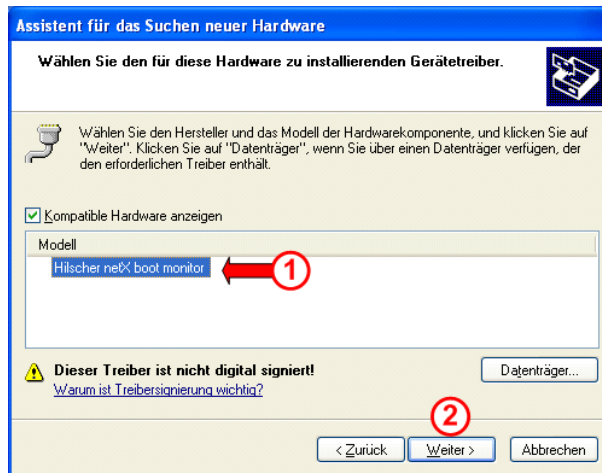 Assistent für das Suchen neuer Hardware
Wählen Sie den für diese Hardware zu installierenden Gerätetreiber.
Wählen Sie den Hersteller und das Modell der Hardwarekomponente, und klicken Sie auf
"Weiter". Klicken Sie auf "Datenträger", wenn Sie über einen Datenträger verfügen, der
den erforderlichen Treiber enthält.
Kompatible Hardware anzeigen
Modell
Hilscher netX boot monitor
1
Dieser Treiber ist nicht digital signiert!
Datenträger...
Warum ist Treibersignierung wichtig?
2
< Zurück
Weiter >
Abbrechen